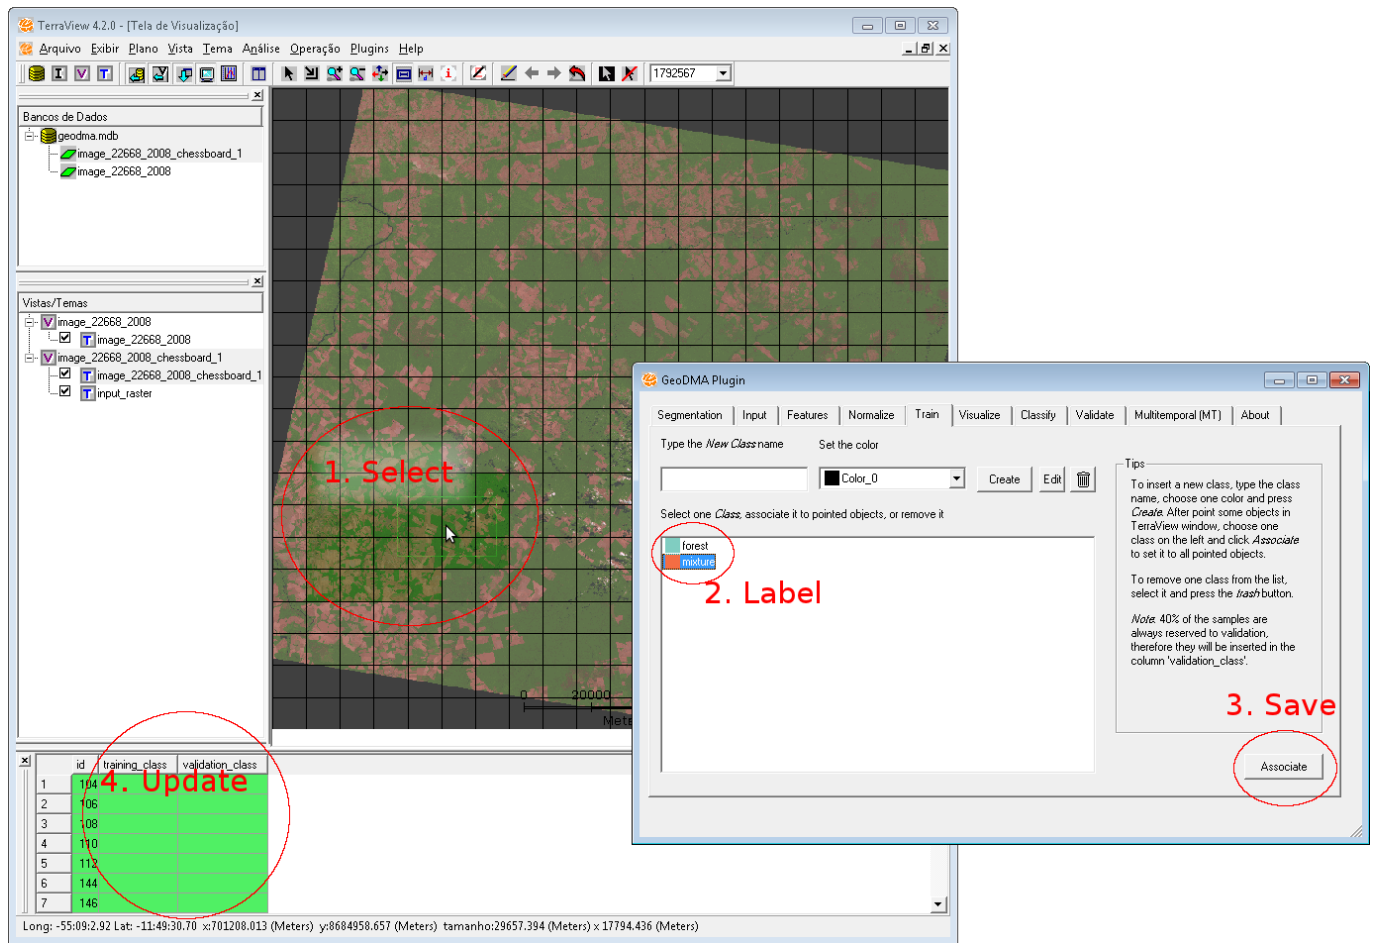 TerraView 4.2.0 - [Tela de Visualização]
Arquivo Exibir Plano Vista Tema Análise Operação Plugins Help
1792567
Bancos de Dados
geodma.mdb
image_22668_2008_chessboard_1
image_22668_2008
Vistas/Temas
image_22668_2008
image_22668_2008
image_22668_2008_chessboard_1
image_22668_2008_chessboard_1
input_raster
1. Select
0 20000
GeoDMA Plugin
Segmentation Input Features Normalize Train Visualize Classify Validate Multitemporal (MT) About
Type the New Class name Set the color
Color_0 Create Edit
Select one Class, associate it to pointed objects, or remove it
forest
mixture
2. Label
Tips
To insert a new class, type the class
name, choose one color and press
Create. After point some objects in
TerraView window, choose one
class on the left and click Associate
to set it to all pointed objects.
To remove one class from the list,
select it and press the trash button.
Note: 40% of the samples are
always reserved to validation,
therefore they will be inserted in the
column 'validation_class'.
3. Save
Associate
id training_class validation_class
4. Update
1 104
2 106
3 108
4 110
5 112
6 144
7 146
Long: -55:09:2.92 Lat: -11:49:30.70 x:701208.013 (Meters) y:8684958.657 (Meters) tamanho:29657.394 (Meters) x 17794.436 (Meters)